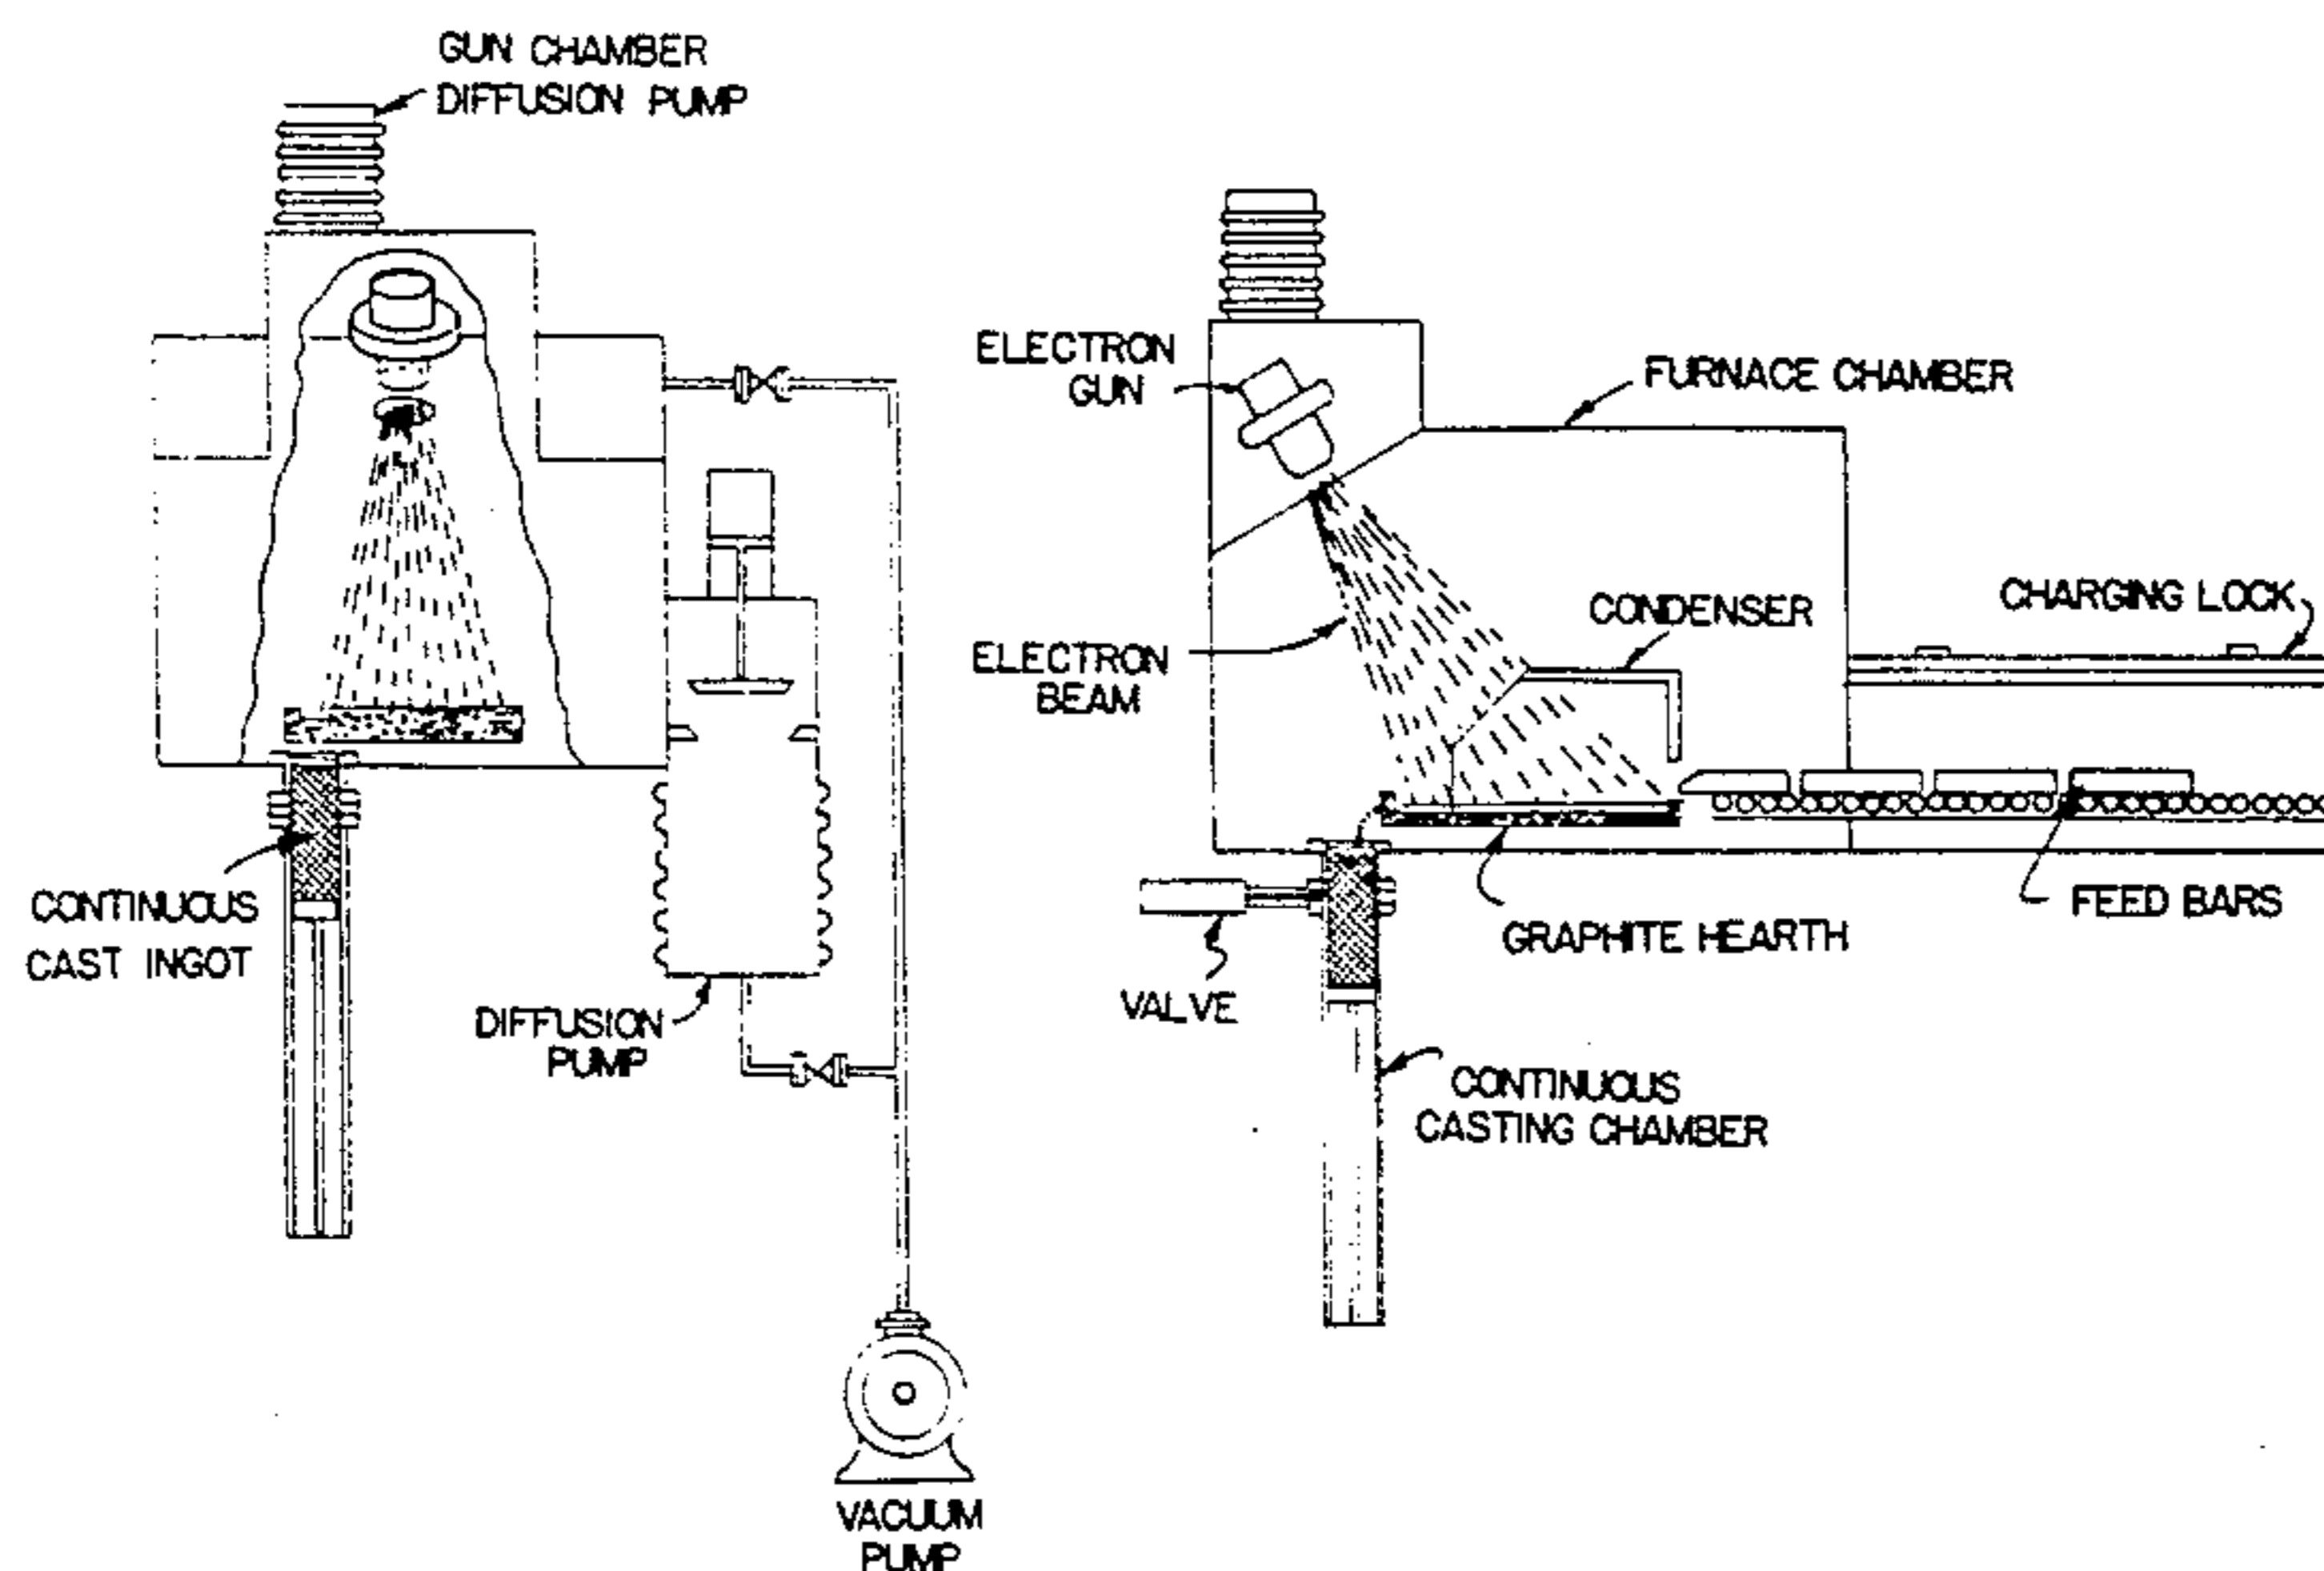 GUN CHAMBER
DIFFUSION PUMP
CONTINUOUS
CAST INGOT
DIFFUSION
PUMP
VACUUM
PUMP
ELECTRON
GUN
FURNACE CHAMBER
CONDENSER
CHARGING LOCK
ELECTRON
BEAM
FEED BARS
GRAPHITE HEARTH
VALVE
CONTINUOUS
CASTING CHAMBER